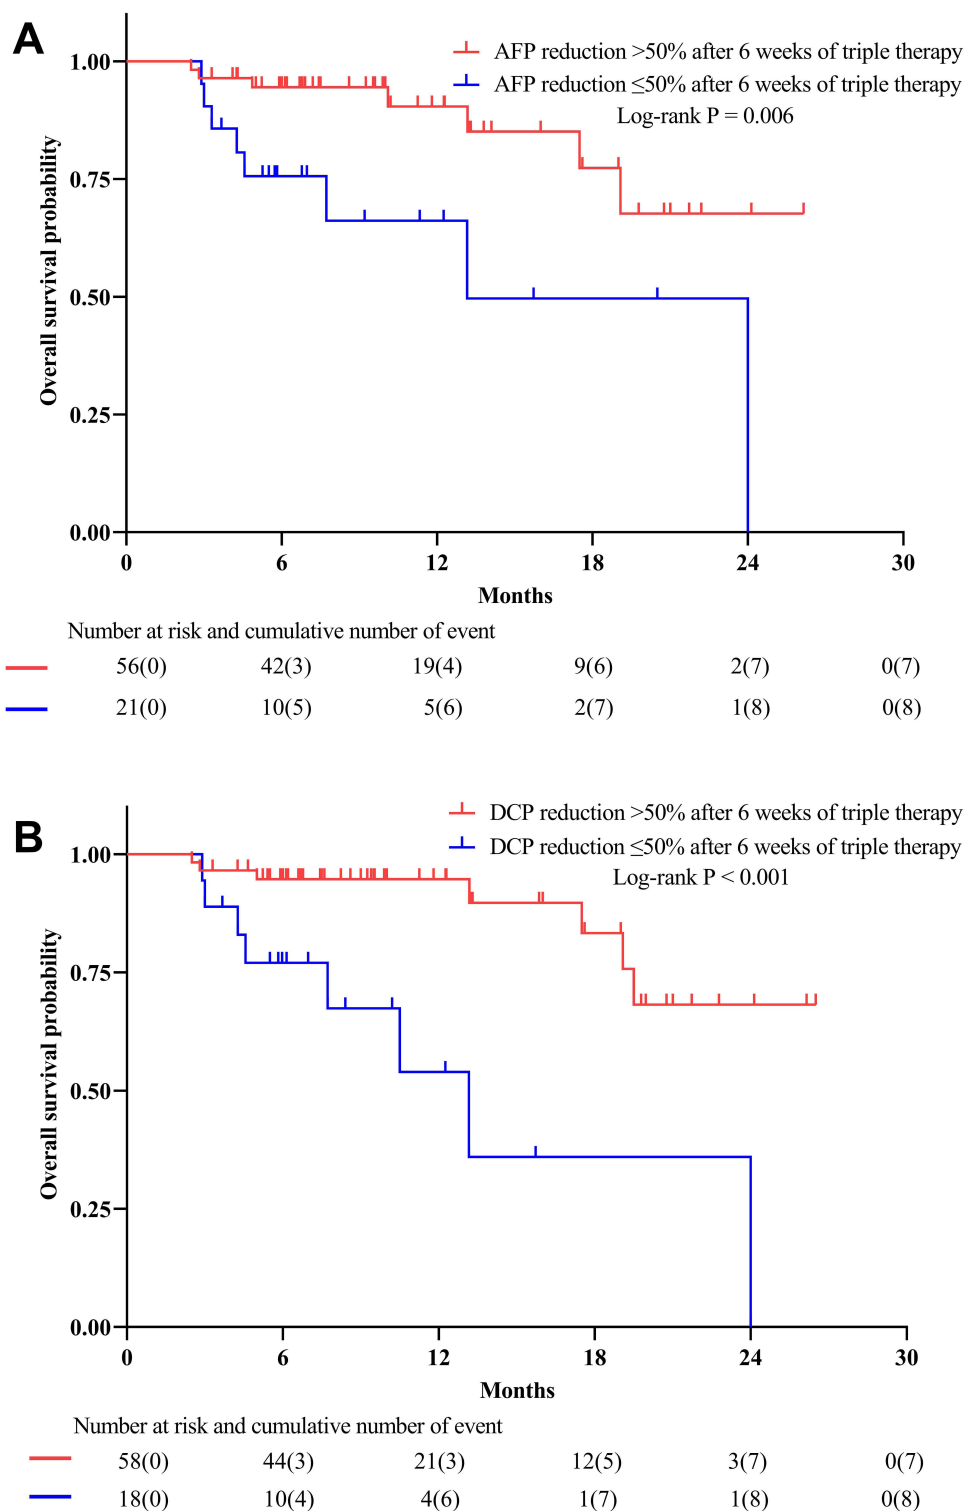 A
AFP reduction >50% after 6 weeks of triple therapy
AFP reduction ≤50% after 6 weeks of triple therapy
Log-rank P = 0.006
Overall survival probability
1.00
0.75
0.50
0.25
0.00
0 6 12 18 24 30
Months
Number at risk and cumulative number of event
56(0) 42(3) 19(4) 9(6) 2(7) 0(7)
21(0) 10(5) 5(6) 2(7) 1(8) 0(8)
B
DCP reduction >50% after 6 weeks of triple therapy
DCP reduction ≤50% after 6 weeks of triple therapy
Log-rank P < 0.001
Overall survival probability
1.00
0.75
0.50
0.25
0.00
0 6 12 18 24 30
Months
Number at risk and cumulative number of event
58(0) 44(3) 21(3) 12(5) 3(7) 0(7)
18(0) 10(4) 4(6) 1(7) 1(8) 0(8)